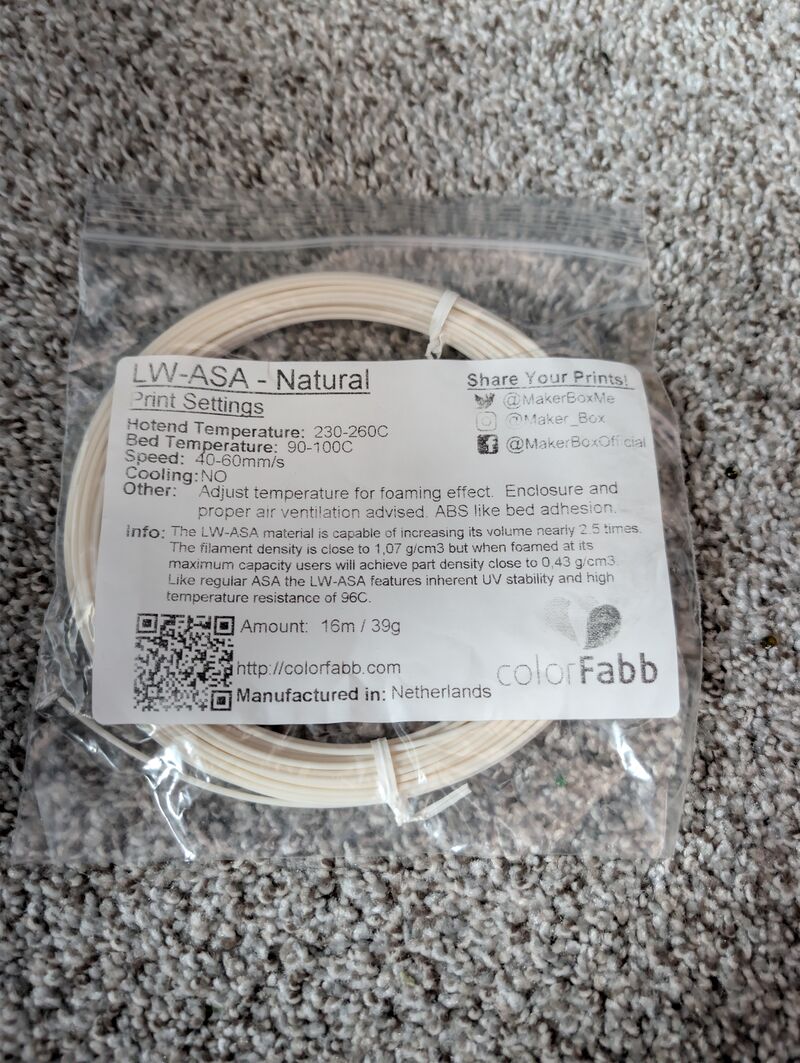 LW-ASA - Natural
Print Settings
Hotend Temperature: 230-260C
Bed Temperature: 90-100C
Speed: 40-60mm/s
Cooling: NO
Other: Adjust temperature for foaming effect. Enclosure and
proper air ventilation advised. ABS like bed adhesion.
Info: The LW-ASA material is capable of increasing its volume nearly 2.5 times.
The filament density is close to 1,07 g/cm3 but when foamed at its
maximum capacity users will achieve part density close to 0,43 g/cm3.
Like regular ASA the LW-ASA features inherent UV stability and high
temperature resistance of 96C.
Amount: 16m / 39g
http://colorfabb.com
Manufactured in: Netherlands
Share Your Prints!
@MakerBoxMe
@Maker_Box
@MakerBoxOfficial
colorFabb